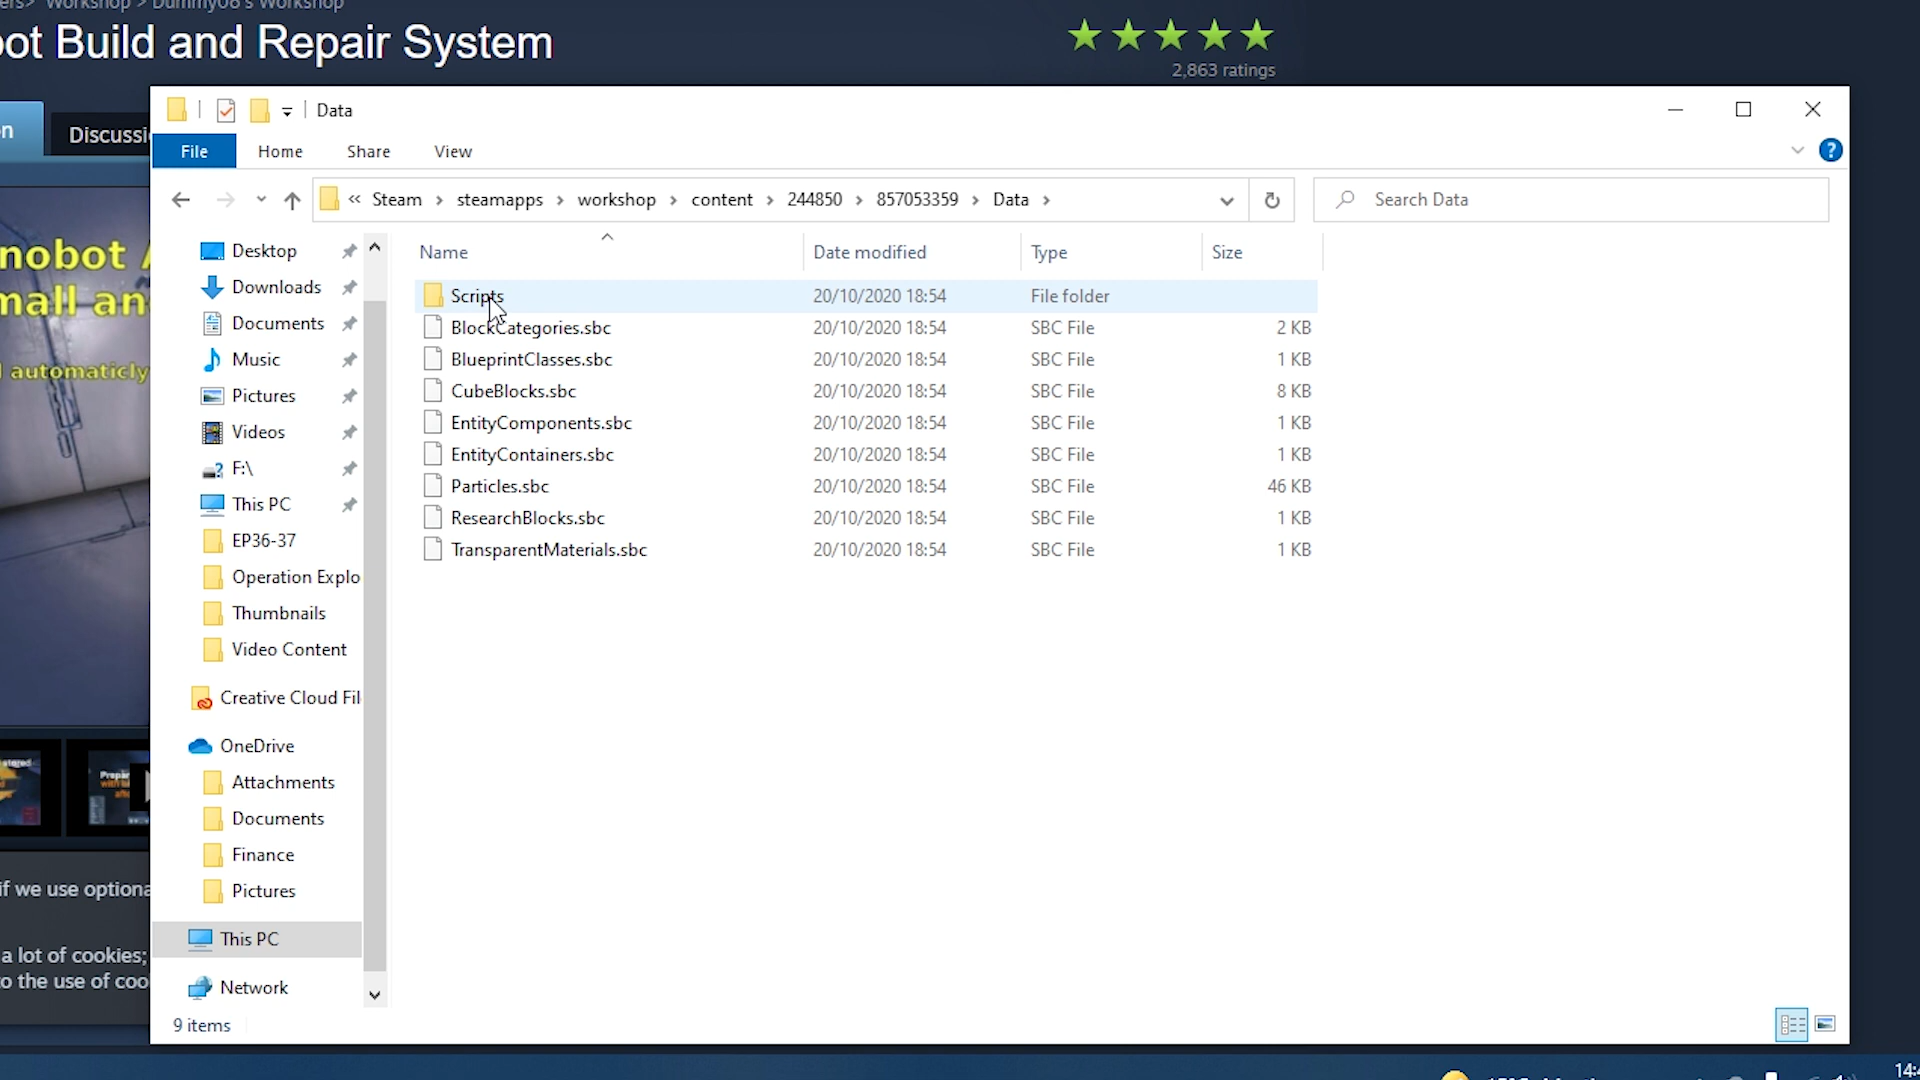 Workshop > Dummy08's Workshop
ot Build and Repair System
2,863 ratings
Discussi
Data
File
Home
Share
View
?
« Steam > steamapps > workshop > content > 244850 > 857053359 > Data >
Search Data
Name
Date modified
Type
Size
Desktop
Downloads
Documents
Music
Pictures
Videos
F:\
This PC
EP36-37
Operation Explo
Thumbnails
Video Content
Creative Cloud Fil
OneDrive
Attachments
Documents
Finance
Pictures
This PC
Network
Scripts 20/10/2020 18:54 File folder
BlockCategories.sbc 20/10/2020 18:54 SBC File 2 KB
BlueprintClasses.sbc 20/10/2020 18:54 SBC File 1 KB
CubeBlocks.sbc 20/10/2020 18:54 SBC File 8 KB
EntityComponents.sbc 20/10/2020 18:54 SBC File 1 KB
EntityContainers.sbc 20/10/2020 18:54 SBC File 1 KB
Particles.sbc 20/10/2020 18:54 SBC File 46 KB
ResearchBlocks.sbc 20/10/2020 18:54 SBC File 1 KB
TransparentMaterials.sbc 20/10/2020 18:54 SBC File 1 KB
9 items
nobot
mall an
automaticly
stored
Prepar
if we use optiona
a lot of cookies;
o the use of coo
14: